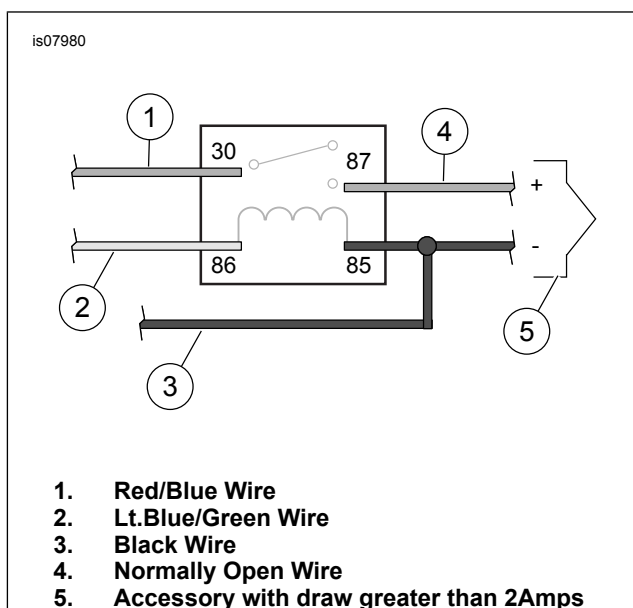 is07980
1
4
30
87
+
-
86
85
2
5
3
1. Red/Blue Wire
2. Lt.Blue/Green Wire
3. Black Wire
4. Normally Open Wire
5. Accessory with draw greater than 2Amps